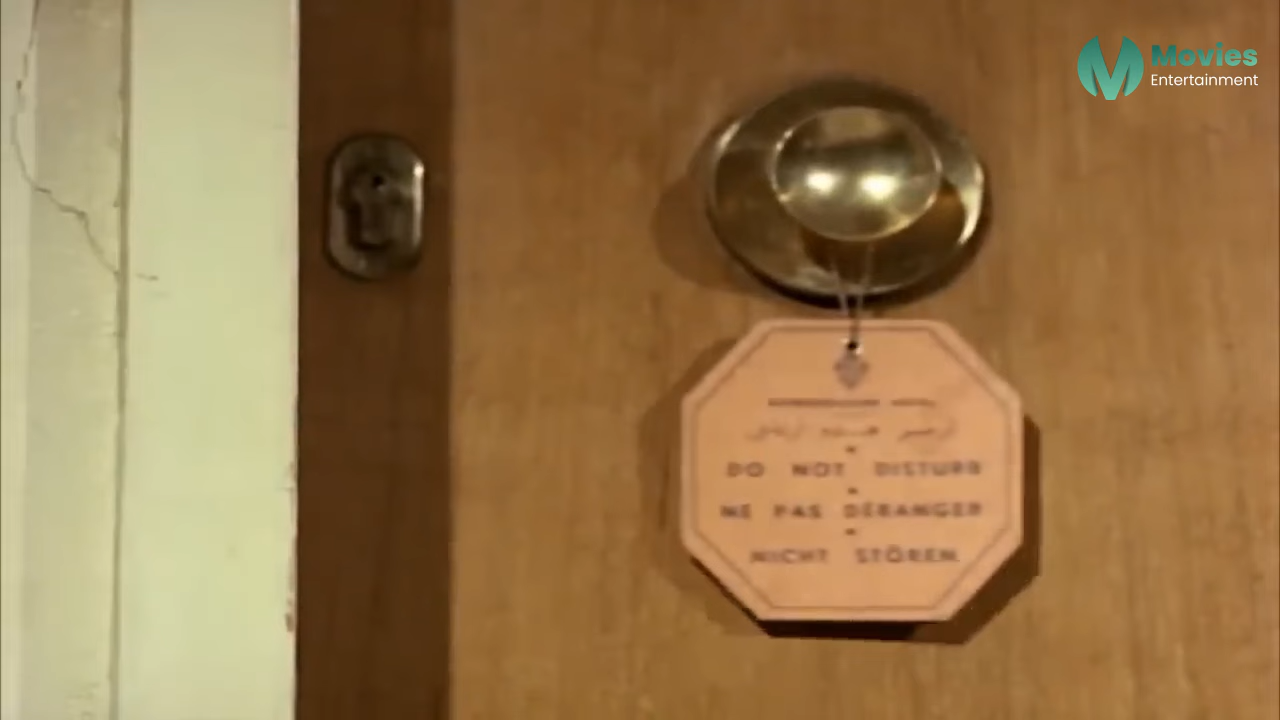 Movies
Entertainment
DO NOT DISTURB
NE PAS DÉRANGER
NICHT STÖREN